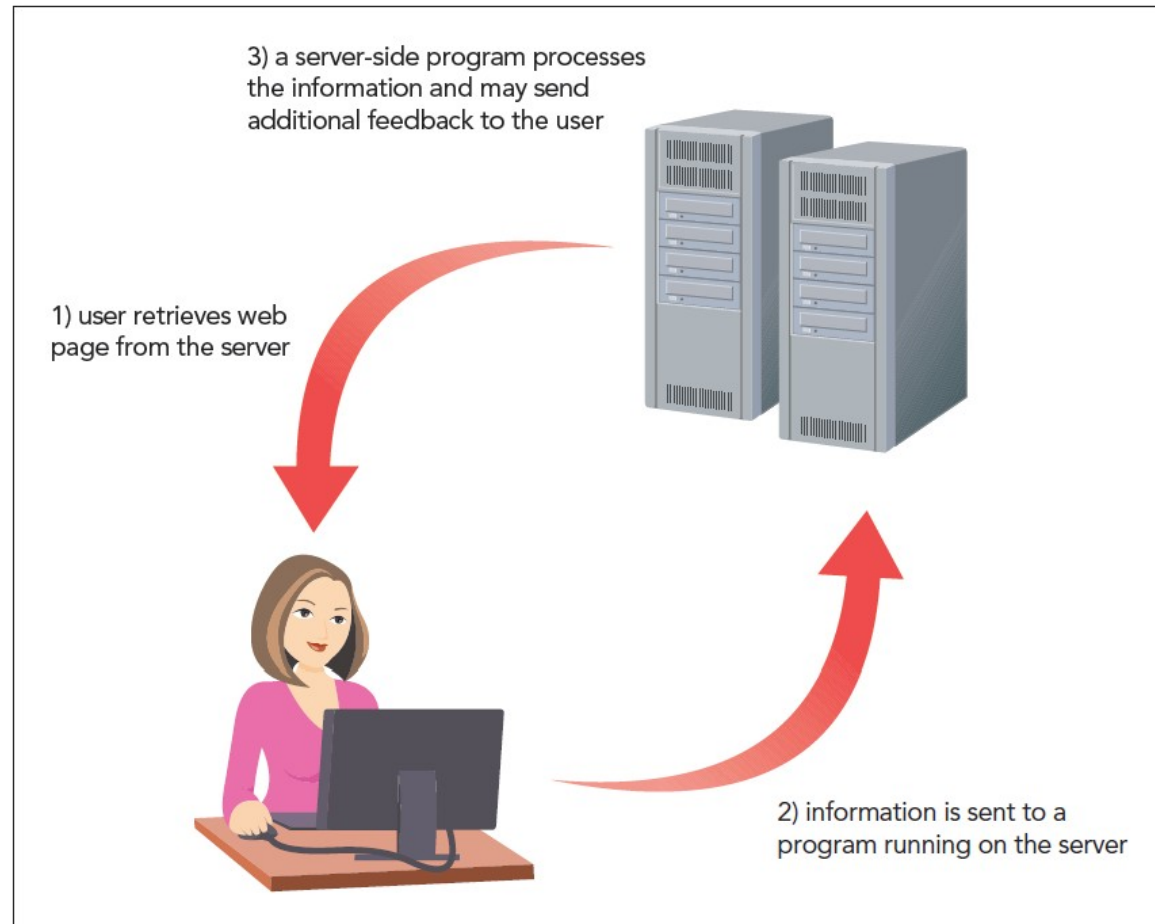 3) a server-side program processes
the information and may send
additional feedback to the user
1) user retrieves web
page from the server
2) information is sent to a
program running on the server